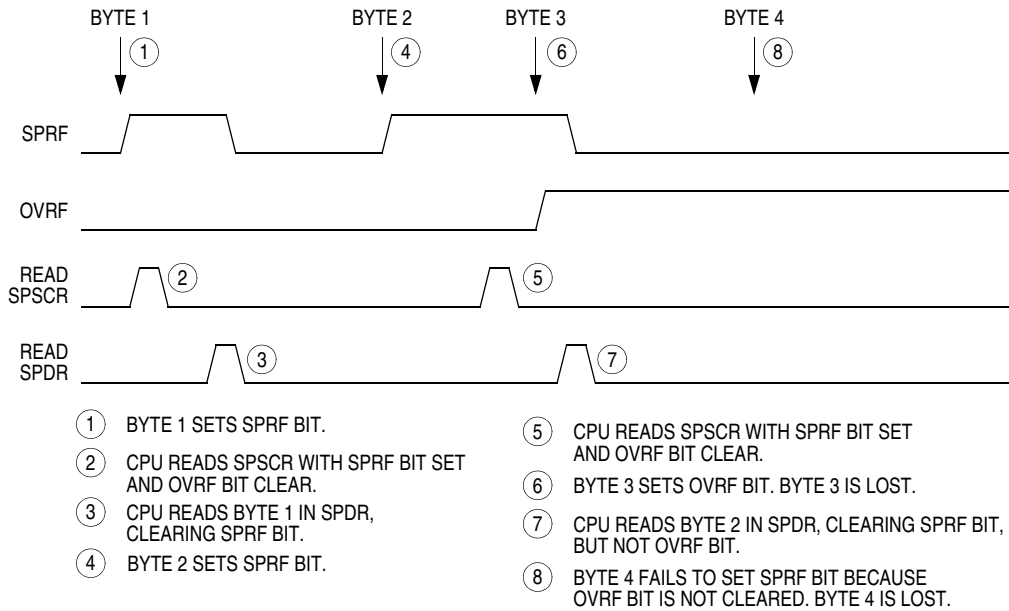 BYTE 1
BYTE 2
BYTE 3
BYTE 4
1
4
6
8
SPRF
OVRF
READ
SPSCR
2
5
READ
SPDR
3
7
1 BYTE 1 SETS SPRF BIT.
2 CPU READS SPSCR WITH SPRF BIT SET
AND OVRF BIT CLEAR.
3 CPU READS BYTE 1 IN SPDR,
CLEARING SPRF BIT.
4 BYTE 2 SETS SPRF BIT.
5 CPU READS SPSCR WITH SPRF BIT SET
AND OVRF BIT CLEAR.
6 BYTE 3 SETS OVRF BIT. BYTE 3 IS LOST.
7 CPU READS BYTE 2 IN SPDR, CLEARING SPRF BIT,
BUT NOT OVRF BIT.
8 BYTE 4 FAILS TO SET SPRF BIT BECAUSE
OVRF BIT IS NOT CLEARED. BYTE 4 IS LOST.